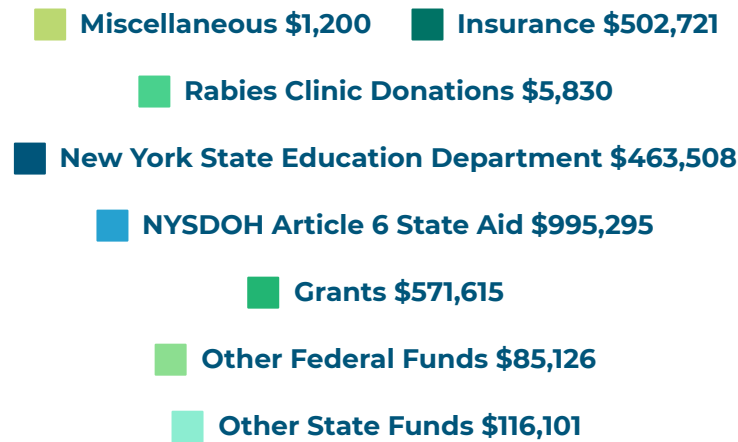 Miscellaneous $1,200 Insurance $502,721
Rabies Clinic Donations $5,830
New York State Education Department $463,508
NYSDOH Article 6 State Aid $995,295
Grants $571,615
Other Federal Funds $85,126
Other State Funds $116,101